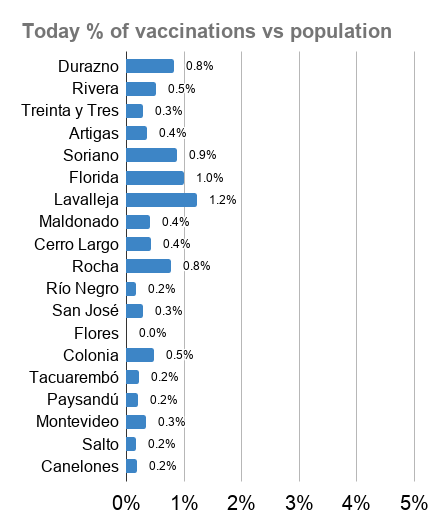 Today % of vaccinations vs population
Durazno 0.8%
Rivera 0.5%
Treinta y Tres 0.3%
Artigas 0.4%
Soriano 0.9%
Florida 1.0%
Lavalleja 1.2%
Maldonado 0.4%
Cerro Largo 0.4%
Rocha 0.8%
Río Negro 0.2%
San José 0.3%
Flores 0.0%
Colonia 0.5%
Tacuarembó 0.2%
Paysandú 0.2%
Montevideo 0.3%
Salto 0.2%
Canelones 0.2%
0% 1% 2% 3% 4% 5%